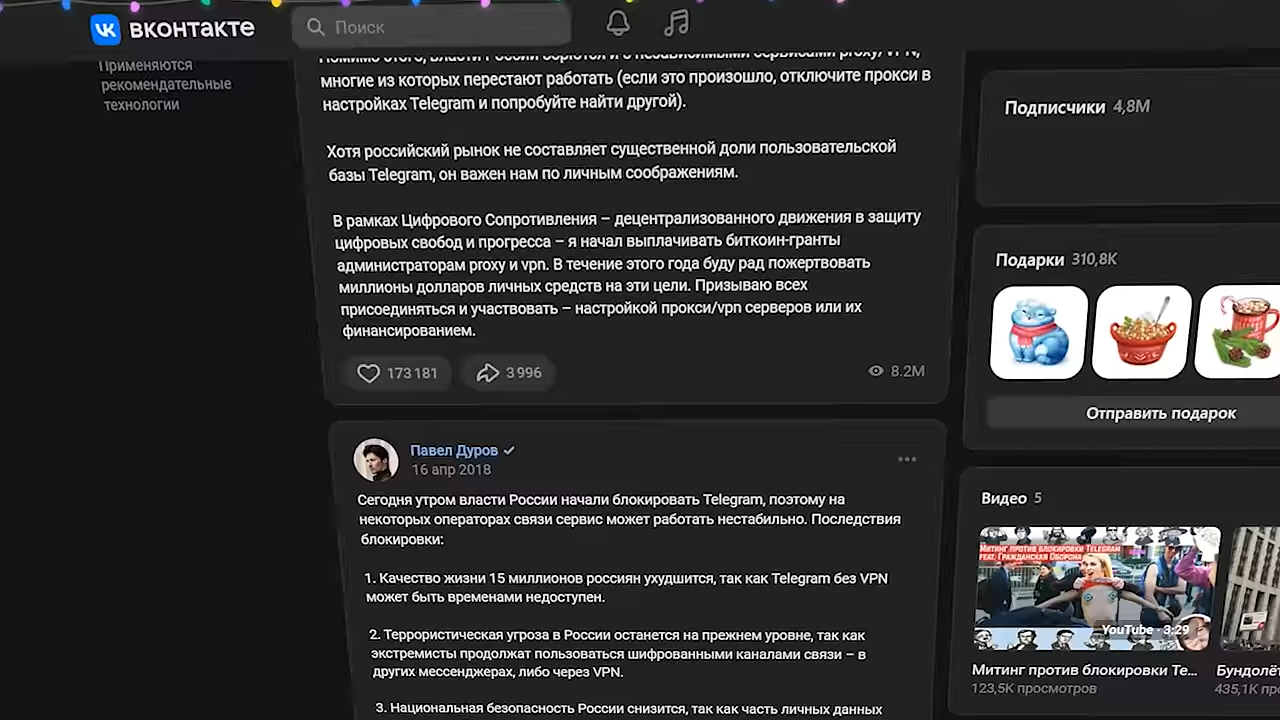 вконтакте
Поиск
Применяются
рекомендательные
технологии
Помимо этого, власти России борются и с независимыми сервисами proxy/VPN,
многие из которых перестают работать (если это произошло, отключите прокси в
настройках Telegram и попробуйте найти другой).
Хотя российский рынок не составляет существенной доли пользовательской
базы Telegram, он важен нам по личным соображениям.
В рамках Цифрового Сопротивления – децентрализованного движения в защиту
цифровых свобод и прогресса – я начал выплачивать биткоин-гранты
администраторам proxy и vpn. В течение этого года буду рад пожертвовать
миллионы долларов личных средств на эти цели. Призываю всех
присоединяться и участвовать – настройкой прокси/vpn серверов или их
финансированием.
173 181
3 996
8.2M
Павел Дуров
16 апр 2018
Сегодня утром власти России начали блокировать Telegram, поэтому на
некоторых операторах связи сервис может работать нестабильно. Последствия
блокировки:
1. Качество жизни 15 миллионов россиян ухудшится, так как Telegram без VPN
может быть временами недоступен.
2. Террористическая угроза в России останется на прежнем уровне, так как
экстремисты продолжат пользоваться шифрованными каналами связи – в
других мессенджерах, либо через VPN.
3. Национальная безопасность России снизится, так как часть личных данных
Подписчики 4,8M
Подарки 310,8K
Отправить подарок
Видео 5
Митинг против блокировки Telegram
feat. Гражданская Оборона
YouTube · 3:29
Митинг против блокировки Te...
123,5K просмотров
Бундолёт
435,1K пр